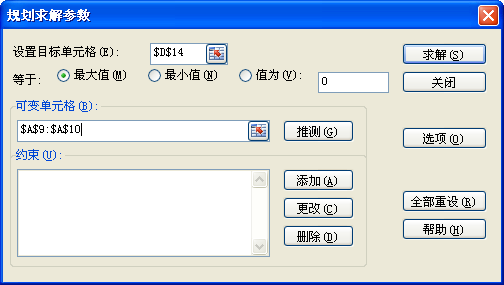 规划求解参数
设置目标单元格(E): $D$14 求解(S)
等于: 最大值(M) 最小值(N) 值为(V): 0 关闭
可变单元格(B):
$A$9:$A$10 推测(G) 选项(O)
约束(U):
添加(A)
更改(C) 全部重设(R)
删除(D) 帮助(H)